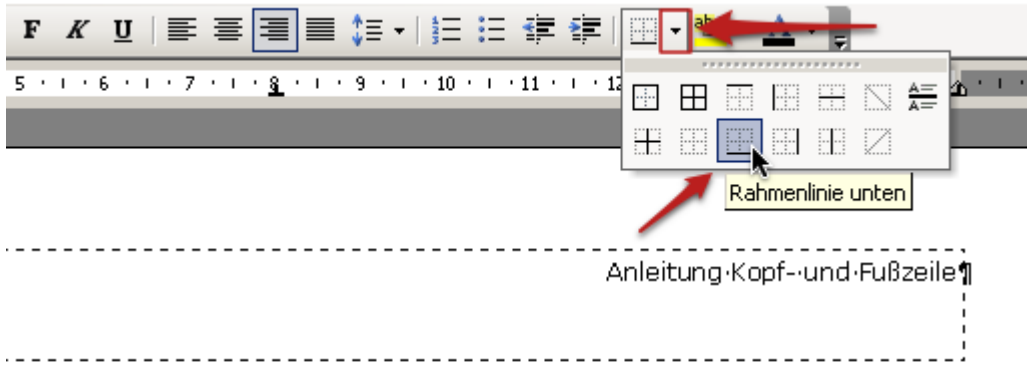 F K U
5 · 6 · 7 · 8 · 9 · 10 · 11 · 12
Rahmenlinie unten
Anleitung·Kopf-·und·Fußzeile¶